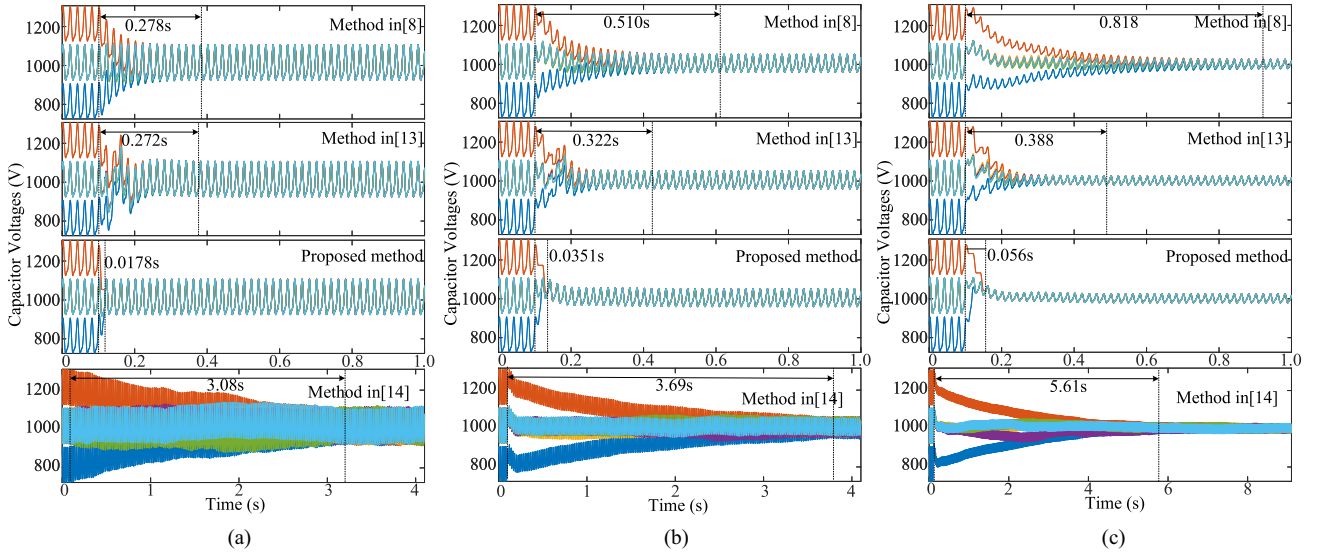 1200
1000
800
0.278s
Method in[8]
1200
1000
800
0.272s
Method in[13]
1200
1000
800
0.0178s
Proposed method
0 0.2 0.4 0.6 0.8 1.0
1200
1000
800
3.08s
Method in[14]
0 1 2 3 4
Capacitor Voltages (V)
Time (s)
(a)
1200
1000
800
0.510s
Method in[8]
1200
1000
800
0.322s
Method in[13]
1200
1000
800
0.0351s
Proposed method
0 0.2 0.4 0.6 0.8 1.0
1200
1000
800
3.69s
Method in[14]
0 1 2 3 4
Capacitor Voltages (V)
Time (s)
(b)
1200
1000
800
0.818
Method in[8]
1200
1000
800
0.388
Method in[13]
1200
1000
800
0.056s
Proposed method
0 0.2 0.4 0.6 0.8 1.0
1200
1000
800
5.61s
Method in[14]
0 2 4 6 8
Capacitor Voltages (V)
Time (s)
(c)